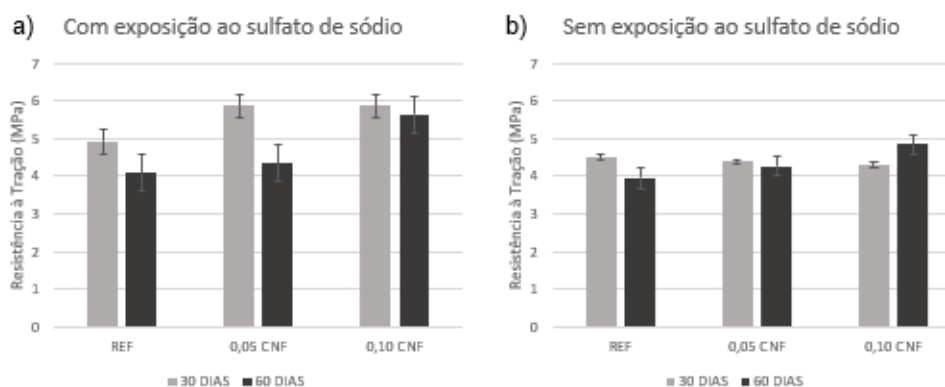 a) Com exposição ao sulfato de sódio
Resistência à Tração (MPa)
7
6
5
4
3
2
1
0
REF 0,05 CNF 0,10 CNF
30 DIAS 60 DIAS
b) Sem exposição ao sulfato de sódio
Resistência à Tração (MPa)
7
6
5
4
3
2
1
0
REF 0,05 CNF 0,10 CNF
30 DIAS 60 DIAS